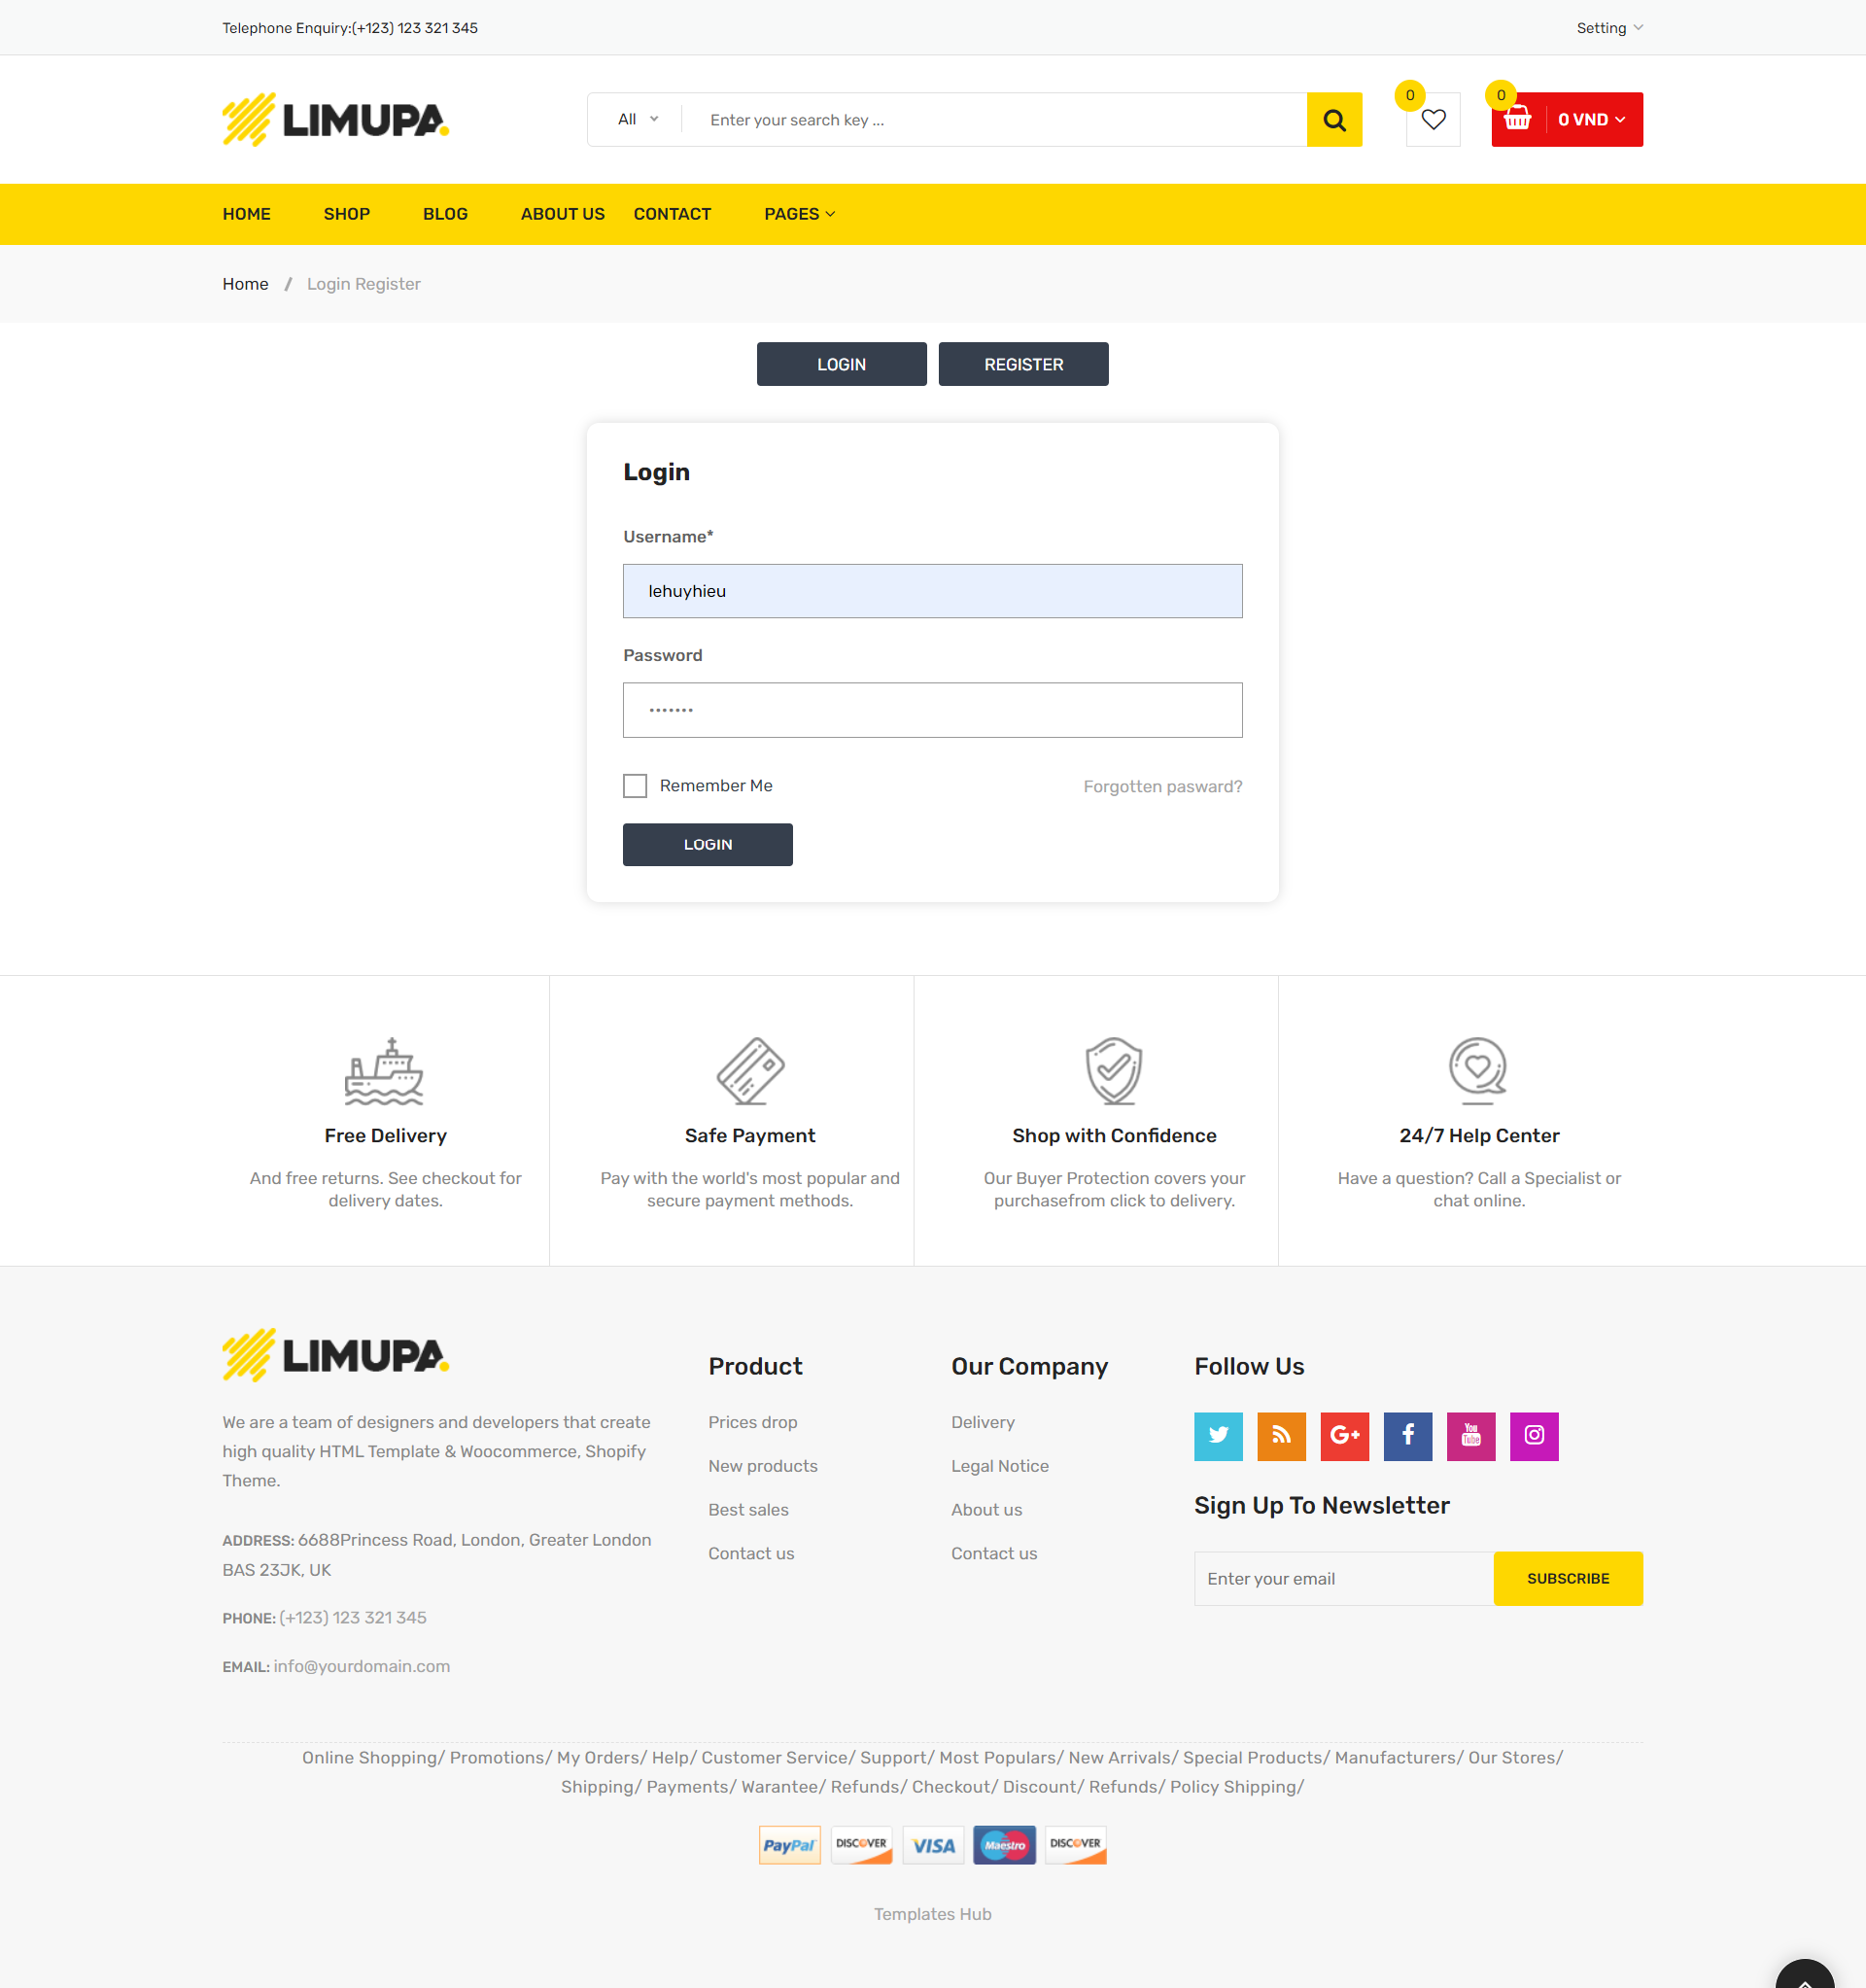 Telephone Enquiry:(+123) 123 321 345
Setting
LIMUPA.
All
Enter your search key ...
0
0
0 VND
HOME
SHOP
BLOG
ABOUT US
CONTACT
PAGES
Home / Login Register
LOGIN
REGISTER
Login
Username*
lehuyhieu
Password
•••••••
Remember Me
Forgotten pasward?
LOGIN
Free Delivery
And free returns. See checkout for
delivery dates.
Safe Payment
Pay with the world's most popular and
secure payment methods.
Shop with Confidence
Our Buyer Protection covers your
purchasefrom click to delivery.
24/7 Help Center
Have a question? Call a Specialist or
chat online.
LIMUPA.
We are a team of designers and developers that create
high quality HTML Template & Woocommerce, Shopify
Theme.
ADDRESS: 6688Princess Road, London, Greater London
BAS 23JK, UK
PHONE: (+123) 123 321 345
EMAIL: info@yourdomain.com
Product
Prices drop
New products
Best sales
Contact us
Our Company
Delivery
Legal Notice
About us
Contact us
Follow Us
G+
f
You
Tube
Sign Up To Newsletter
Enter your email
SUBSCRIBE
Online Shopping/ Promotions/ My Orders/ Help/ Customer Service/ Support/ Most Populars/ New Arrivals/ Special Products/ Manufacturers/ Our Stores/
Shipping/ Payments/ Warantee/ Refunds/ Checkout/ Discount/ Refunds/ Policy Shipping/
PayPal
DISCOVER
VISA
Maestro
DISCOVER
Templates Hub